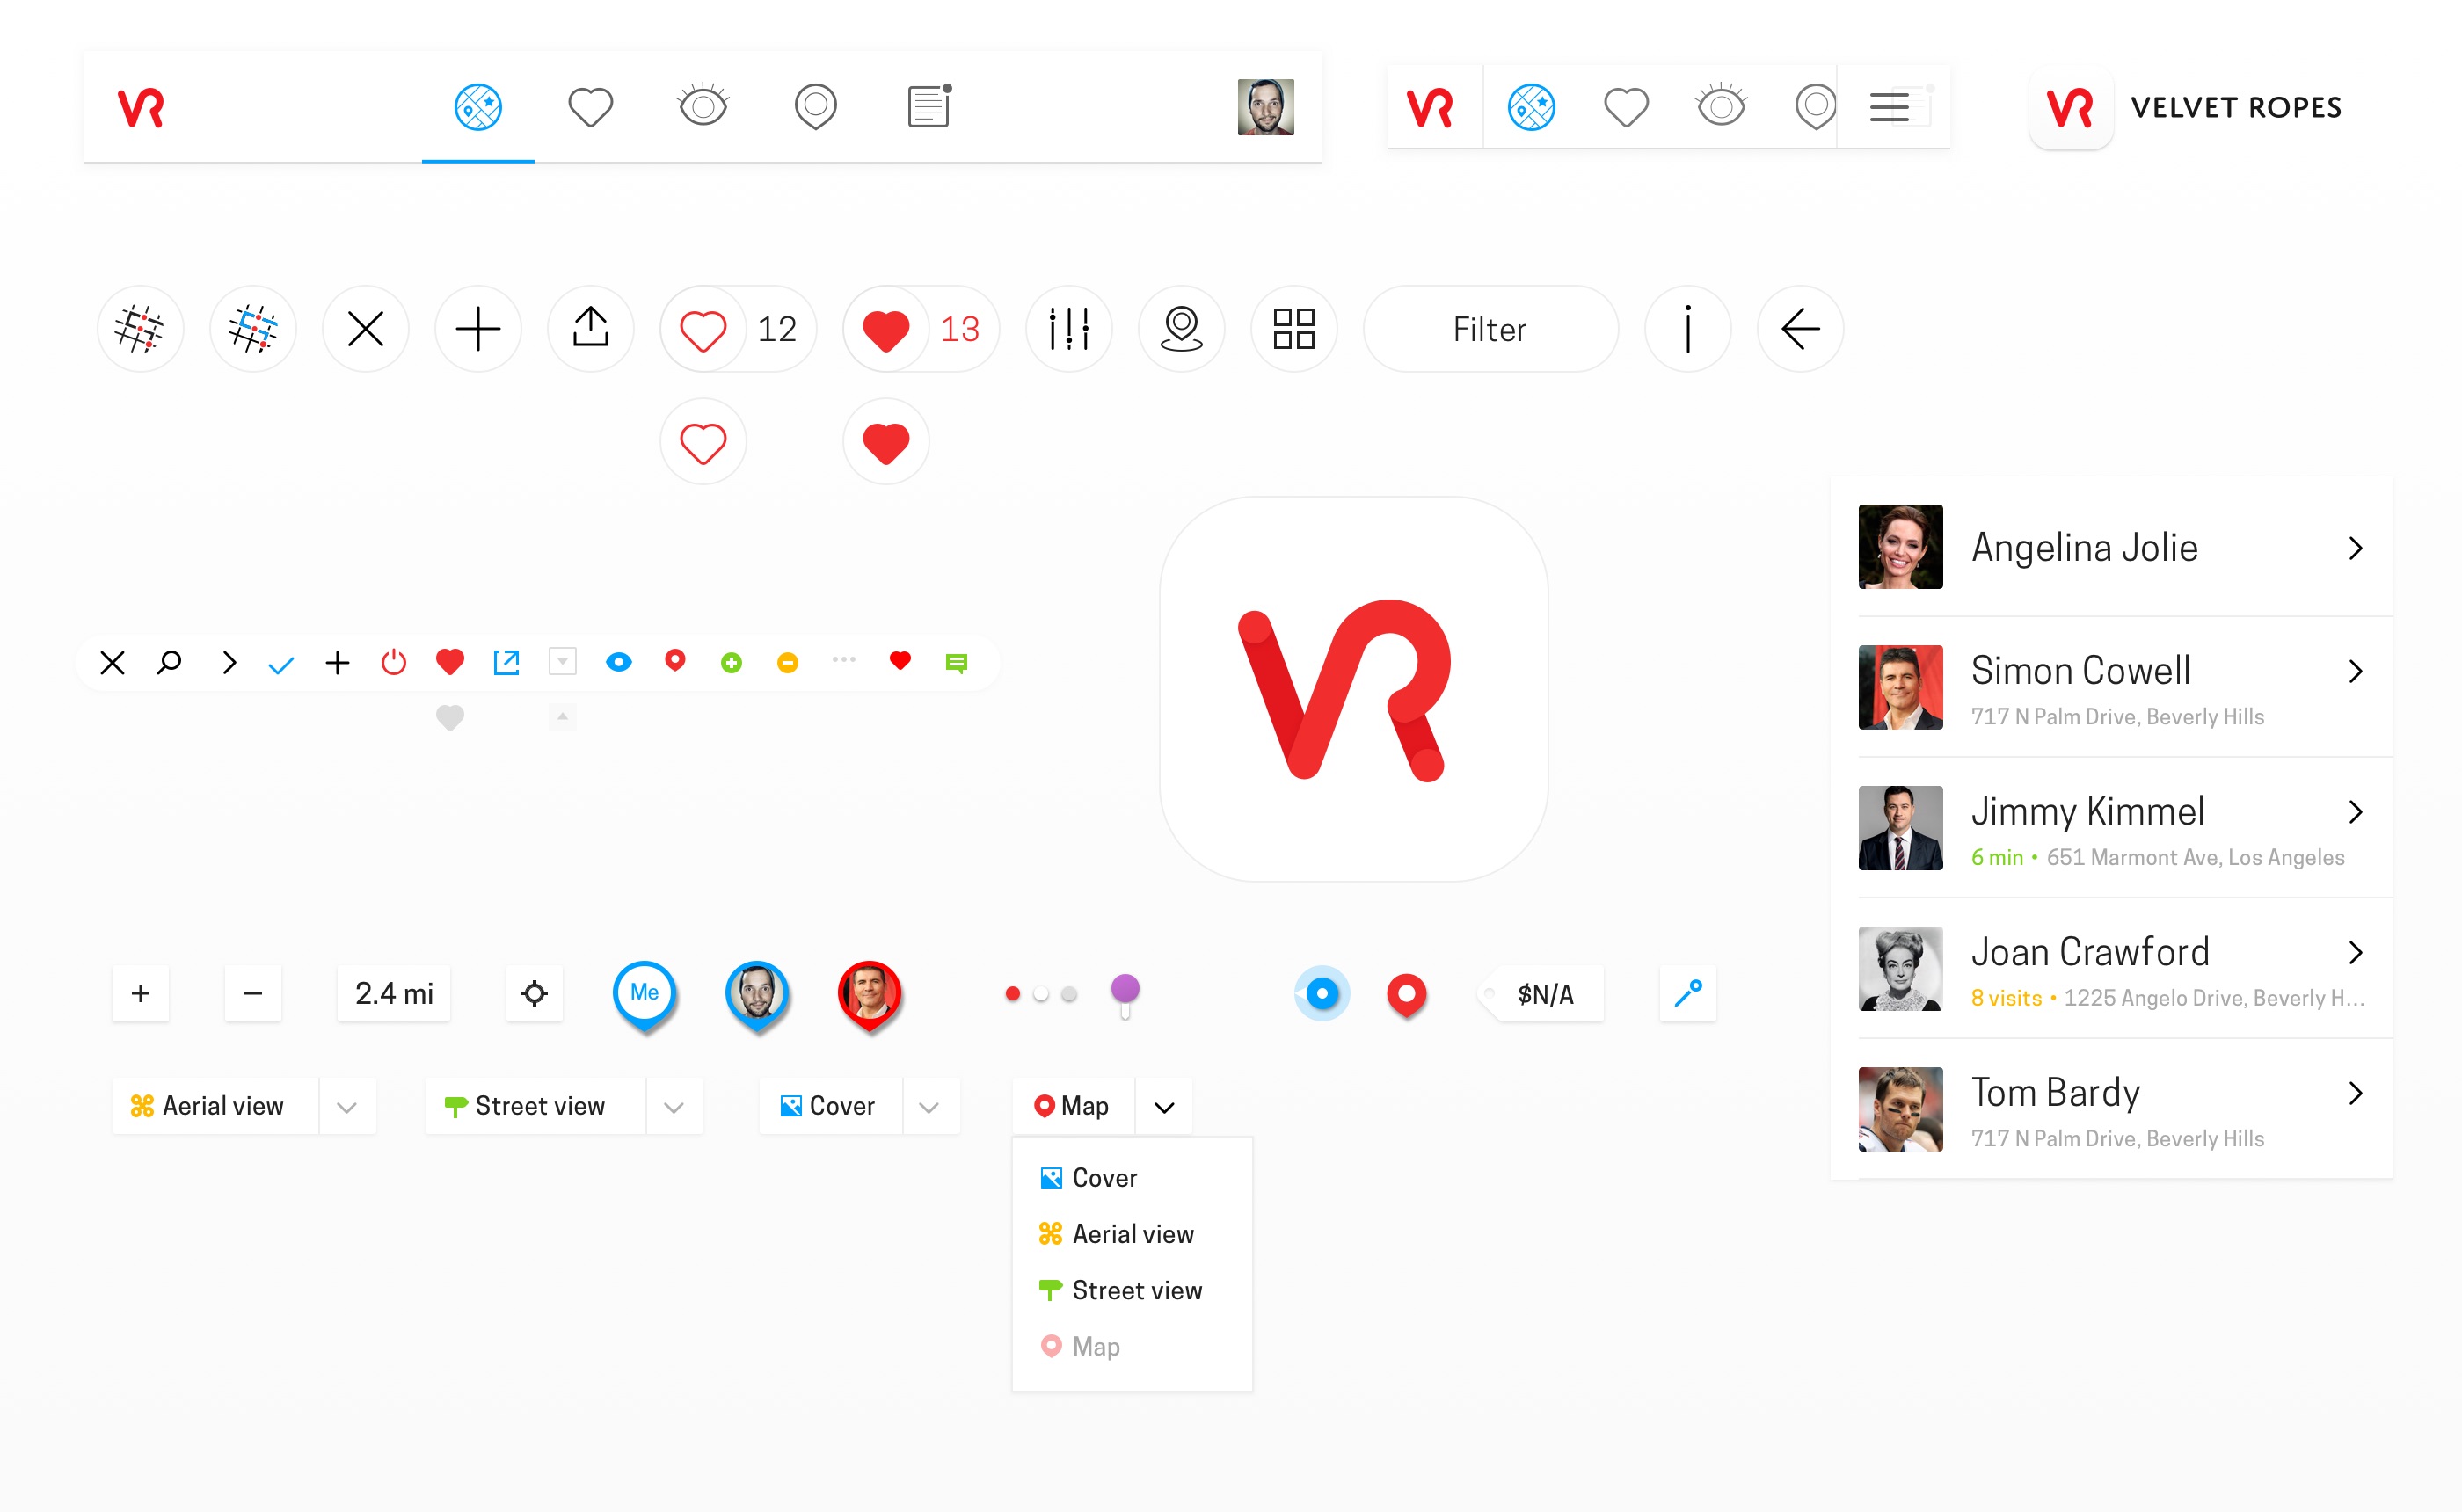 VR
VR
VR VELVET ROPES
12
13
Filter
VR
Angelina Jolie
Simon Cowell
717 N Palm Drive, Beverly Hills
Jimmy Kimmel
6 min • 651 Marmont Ave, Los Angeles
Joan Crawford
8 visits • 1225 Angelo Drive, Beverly H...
Tom Bardy
717 N Palm Drive, Beverly Hills
+
−
2.4 mi
Me
$N/A
Aerial view
Street view
Cover
Map
Cover
Aerial view
Street view
Map